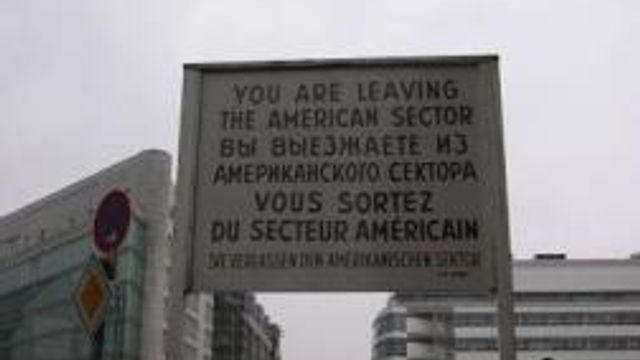 YOU ARE LEAVING
THE AMERICAN SECTOR
ВЫ ВЫЕЗЖАЕТЕ ИЗ
АМЕРИКАНСКОГО СЕКТОРА
VOUS SORTEZ
DU SECTEUR AMÉRICAIN
VERLASSEN DEN AMERIKANISCHEN SEKTOR